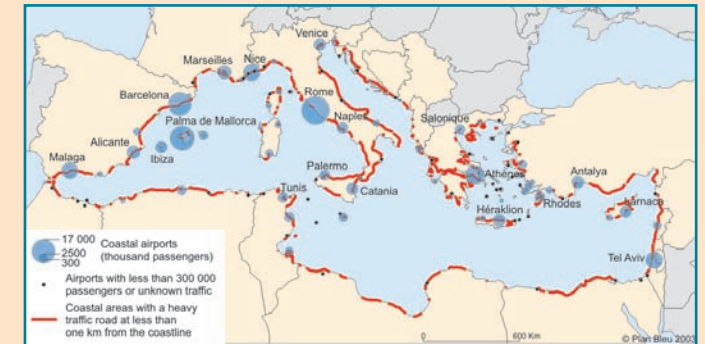 Venice
Marseilles
Nice
Barcelona
Rome
Palma de Mallorca
Naples
Salonique
Alicante
Ibiza
Malaga
Palermo
Athènes
Antalya
Tunis
Catania
Rhodes
Larnaca
Héraklion
Tel Aviv
17 000
2500
300
Coastal airports
(thousand passengers)
Airports with less than 300 000
passengers or unknown traffic
Coastal areas with a heavy
traffic road at less than
one km from the coastline
0
600 Km
© Plan Bleu 2003